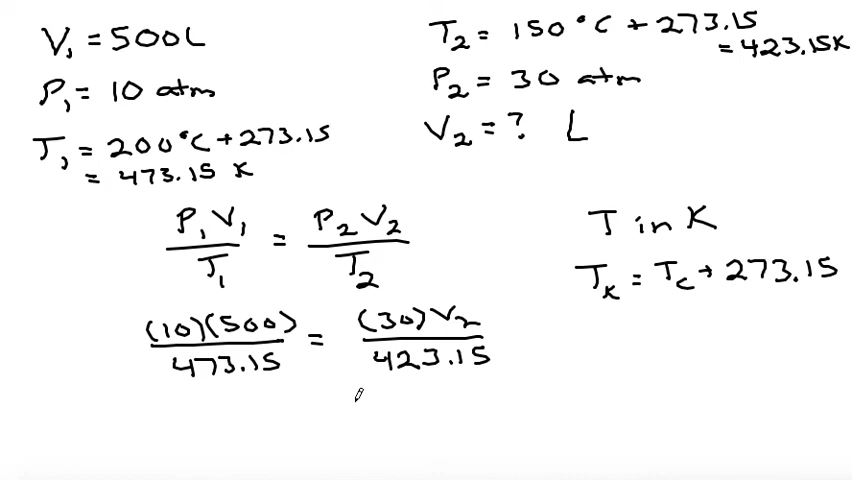 V₁ = 500L
P₁ = 10 atm
T₁ = 200°C + 273.15
= 473.15 K
T₂ = 150°C + 273.15
= 423.15K
P₂ = 30 atm
V₂ = ? L
P₁V₁/T₁ = P₂V₂/T₂
T in K
Tₖ = T_C + 273.15
(10)(500)/473.15 = (30)V₂/423.15